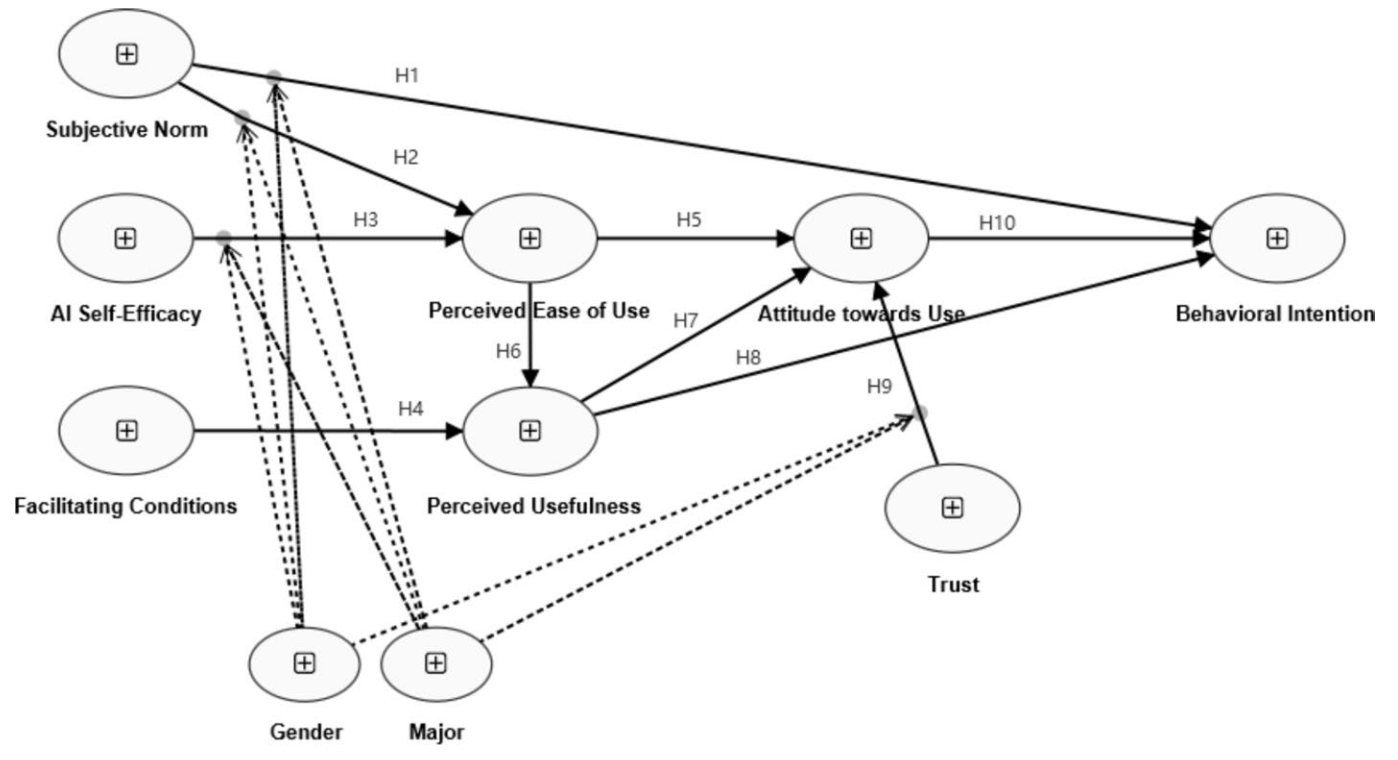 H1
Subjective Norm
H2
H3
H5
H10
AI Self-Efficacy
Perceived Ease of Use
Attitude towards Use
Behavioral Intention
H6
H7
H8
H9
H4
Facilitating Conditions
Perceived Usefulness
Trust
Gender
Major